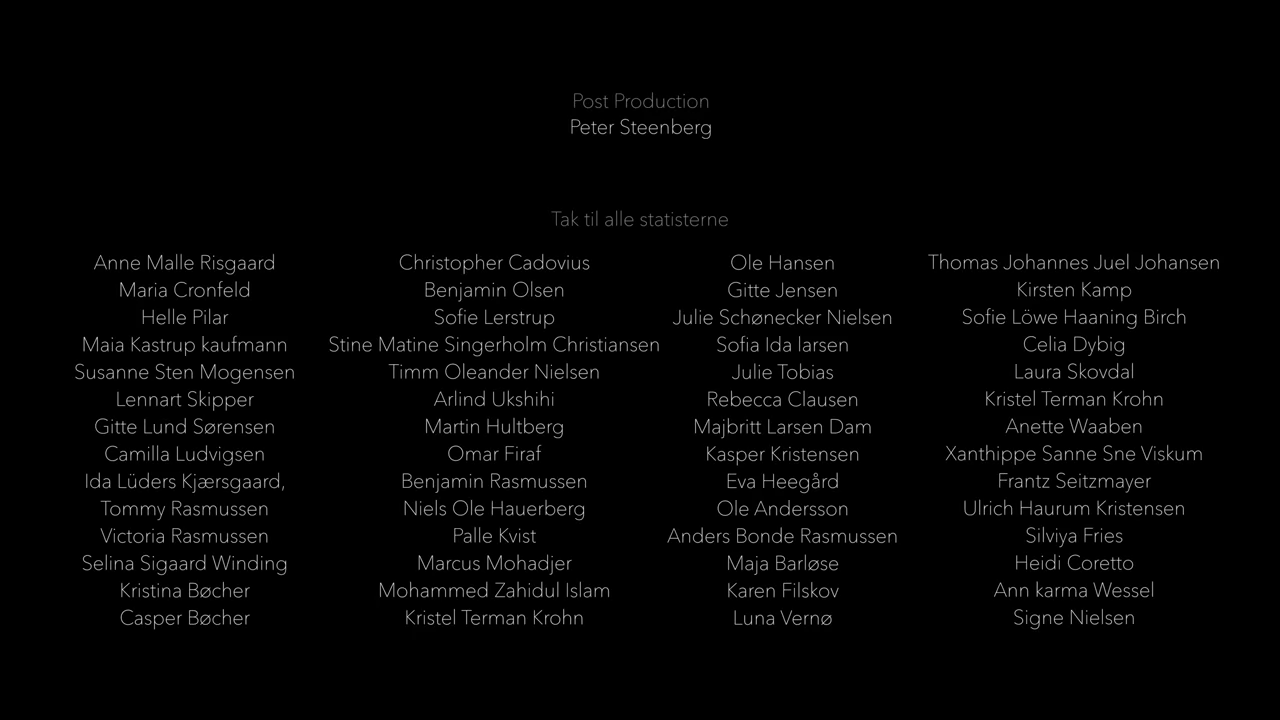 Post Production
Peter Steenberg
Tak til alle statisterne
Anne Malle Risgaard
Maria Cronfeld
Helle Pilar
Maia Kastrup kaufmann
Susanne Sten Mogensen
Lennart Skipper
Gitte Lund Sørensen
Camilla Ludvigsen
Ida Lüders Kjærsgaard,
Tommy Rasmussen
Victoria Rasmussen
Selina Sigaard Winding
Kristina Bøcher
Casper Bøcher
Christopher Cadovius
Benjamin Olsen
Sofie Lerstrup
Stine Matine Singerholm Christiansen
Timm Oleander Nielsen
Arlind Ukshihi
Martin Hultberg
Omar Firaf
Benjamin Rasmussen
Niels Ole Hauerberg
Palle Kvist
Marcus Mohadjer
Mohammed Zahidul Islam
Kristel Terman Krohn
Ole Hansen
Gitte Jensen
Julie Schønecker Nielsen
Sofia Ida larsen
Julie Tobias
Rebecca Clausen
Majbritt Larsen Dam
Kasper Kristensen
Eva Heegård
Ole Andersson
Anders Bonde Rasmussen
Maja Barløse
Karen Filskov
Luna Vernø
Thomas Johannes Juel Johansen
Kirsten Kamp
Sofie Löwe Haaning Birch
Celia Dybig
Laura Skovdal
Kristel Terman Krohn
Anette Waaben
Xanthippe Sanne Sne Viskum
Frantz Seitzmayer
Ulrich Haurum Kristensen
Silviya Fries
Heidi Coretto
Ann karma Wessel
Signe Nielsen